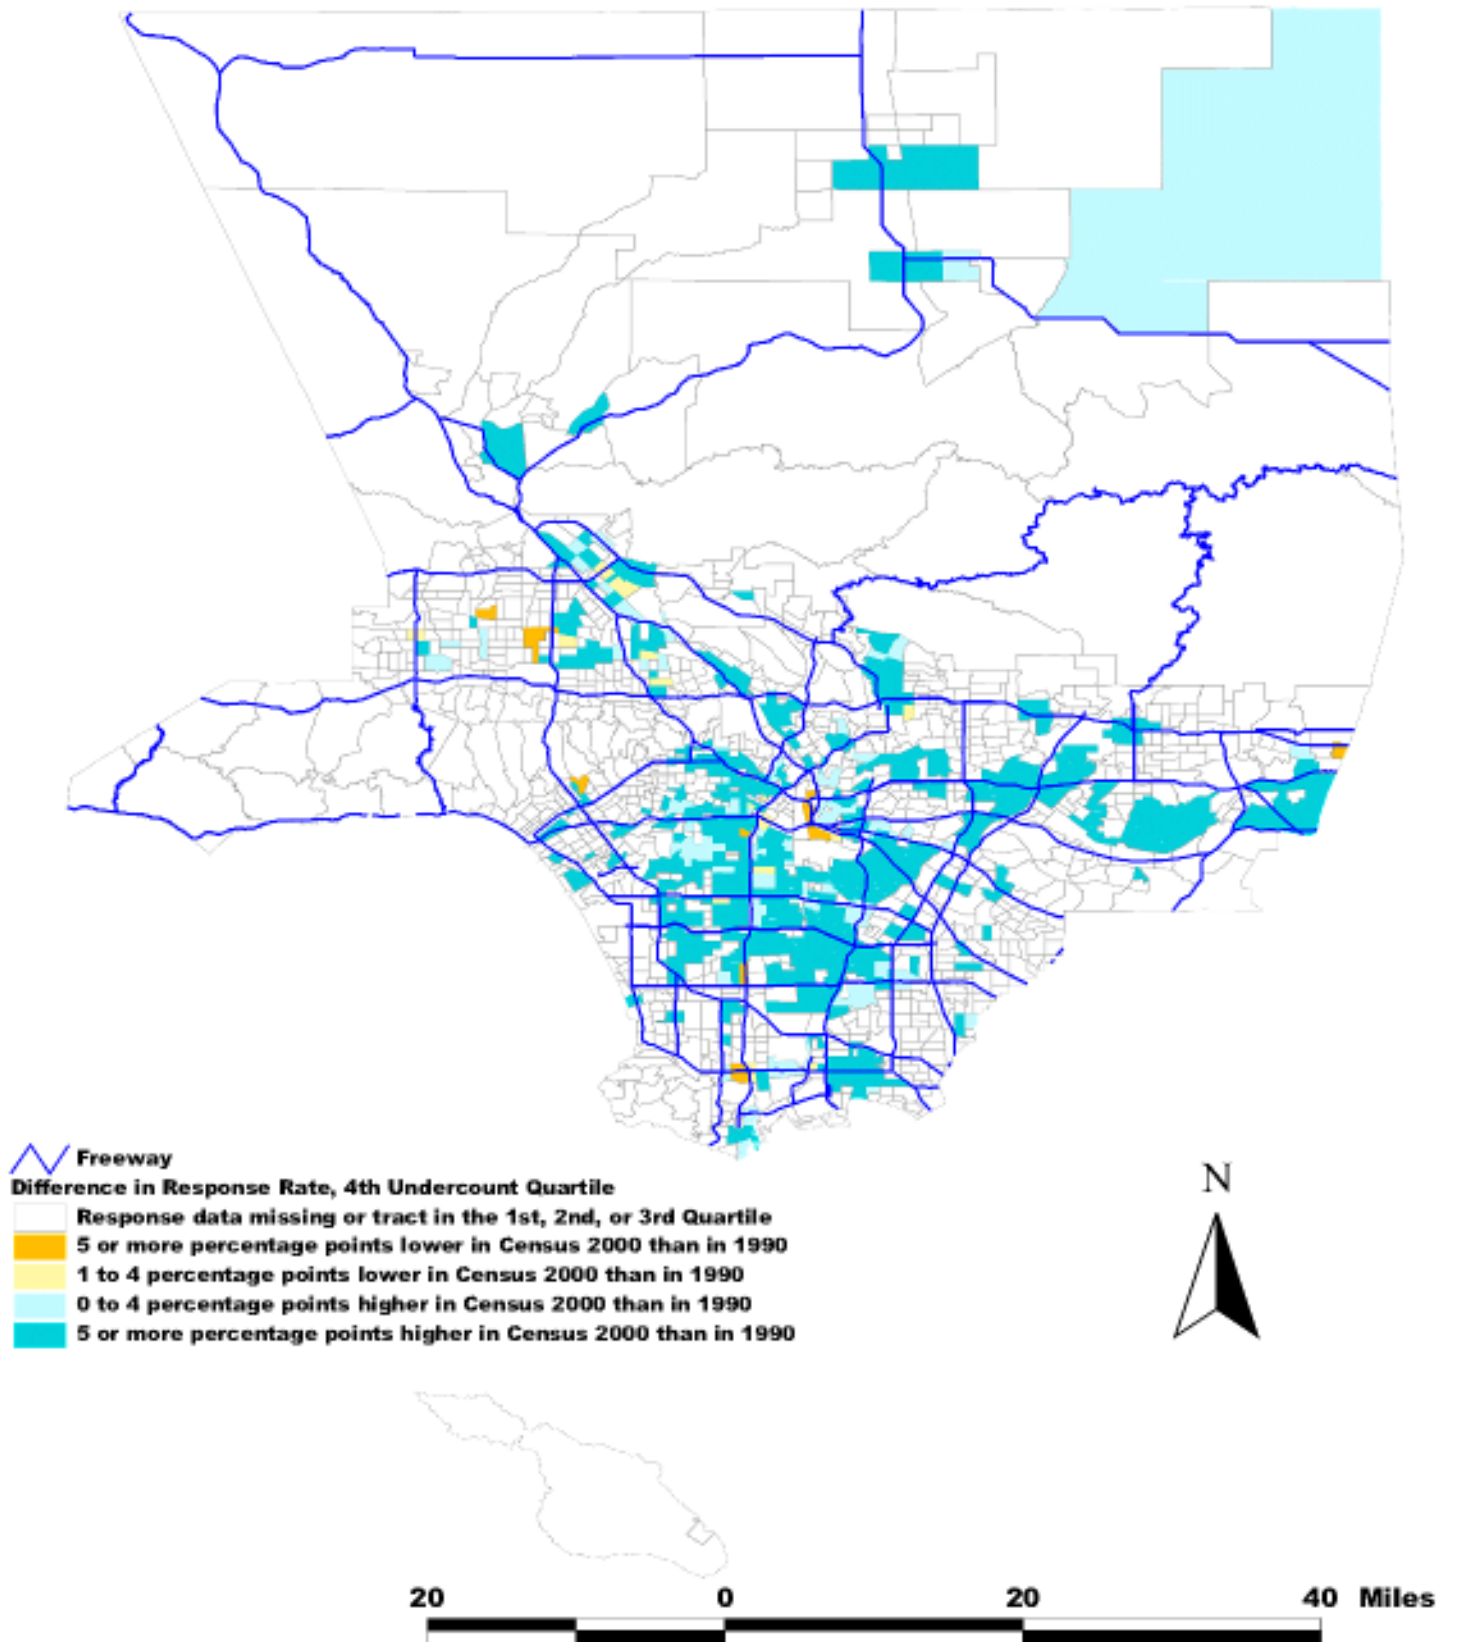 Freeway
Difference in Response Rate, 4th Undercount Quartile
Response data missing or tract in the 1st, 2nd, or 3rd Quartile
5 or more percentage points lower in Census 2000 than in 1990
1 to 4 percentage points lower in Census 2000 than in 1990
0 to 4 percentage points higher in Census 2000 than in 1990
5 or more percentage points higher in Census 2000 than in 1990
N
20 0 20 40 Miles